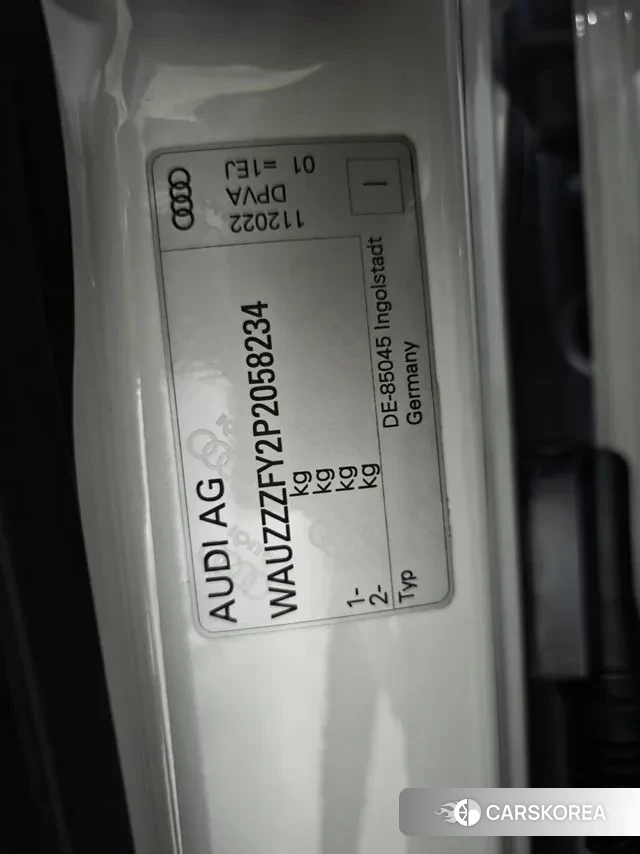 AUDI AG
WAUZZZFY2P2058234
kg
kg
1- kg
2- kg
Typ
DE-85045 Ingolstadt
Germany
112022
DPVA
01 =1EJ
CARSKOREA